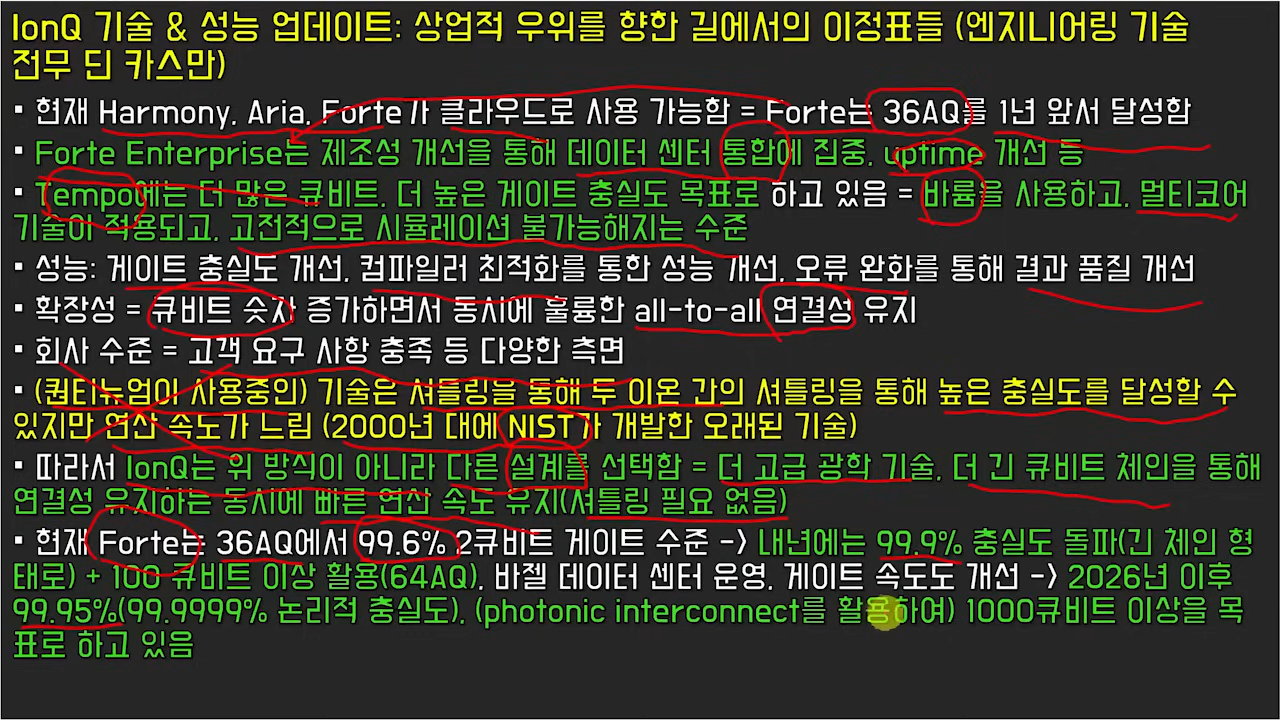 IonQ 기술 & 성능 업데이트: 상업적 우위를 향한 길에서의 이정표들 (엔지니어링 기술
전무 딘 카스만)
▪ 현재 Harmony, Aria, Forte가 클라우드로 사용 가능함 = Forte는 36AQ를 1년 앞서 달성함
▪ Forte Enterprise는 제조성 개선을 통해 데이터 센터 통합에 집중, uptime 개선 등
▪ Tempo에는 더 많은 큐비트, 더 높은 게이트 충실도 목표로 하고 있음 = 바륨을 사용하고, 멀티코어
기술이 적용되고, 고전적으로 시뮬레이션 불가능해지는 수준
▪ 성능: 게이트 충실도 개선, 컴파일러 최적화를 통한 성능 개선, 오류 완화를 통해 결과 품질 개선
▪ 확장성 = 큐비트 숫자 증가하면서 동시에 훌륭한 all-to-all 연결성 유지
▪ 회사 수준 = 고객 요구 사항 충족 등 다양한 측면
▪ (퀀티뉴엄이 사용중인) 기술은 셔틀링을 통해 두 이온 간의 셔틀링을 통해 높은 충실도를 달성할 수
있지만 연산 속도가 느림 (2000년 대에 NIST가 개발한 오래된 기술)
▪ 따라서 IonQ는 위 방식이 아니라 다른 설계를 선택함 = 더 고급 광학 기술, 더 긴 큐비트 체인을 통해
연결성 유지하는 동시에 빠른 연산 속도 유지(셔틀링 필요 없음)
▪ 현재 Forte는 36AQ에서 99.6% 2큐비트 게이트 수준 -> 내년에는 99.9% 충실도 돌파(긴 체인 형
태로) + 100 큐비트 이상 활용(64AQ), 바젤 데이터 센터 운영, 게이트 속도도 개선 -> 2026년 이후
99.95%(99.9999% 논리적 충실도), (photonic interconnect를 활용하여) 1000큐비트 이상을 목
표로 하고 있음